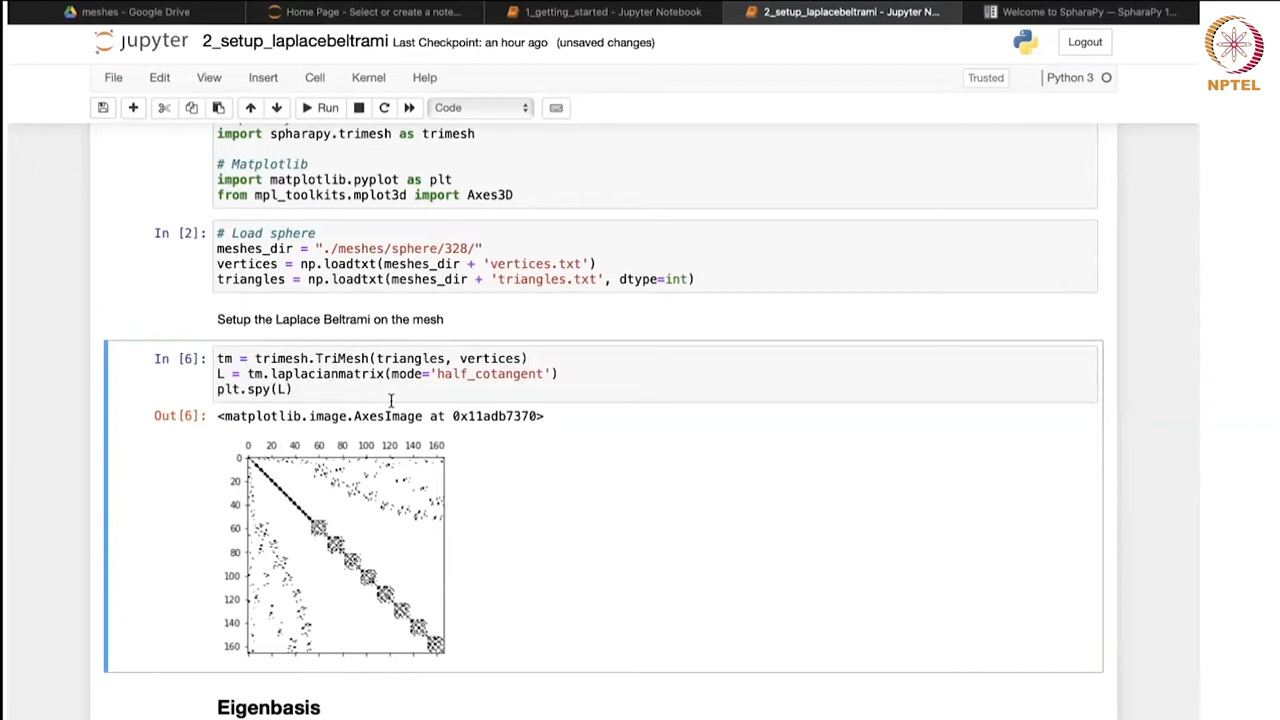 meshes - Google Drive
Home Page - Select or create a note...
1_getting_started - Jupyter Notebook
2_setup_laplacebeltrami - Jupyter N...
Welcome to SpharaPy — SpharaPy 1...
NPTEL
jupyter 2_setup_laplacebeltrami Last Checkpoint: an hour ago (unsaved changes)
Logout
File Edit View Insert Cell Kernel Help
Trusted
Python 3
Run
Code
import spharapy.trimesh as trimesh
# Matplotlib
import matplotlib.pyplot as plt
from mpl_toolkits.mplot3d import Axes3D
In [2]:
# Load sphere
meshes_dir = "./meshes/sphere/328/"
vertices = np.loadtxt(meshes_dir + 'vertices.txt')
triangles = np.loadtxt(meshes_dir + 'triangles.txt', dtype=int)
Setup the Laplace Beltrami on the mesh
In [6]:
tm = trimesh.TriMesh(triangles, vertices)
L = tm.laplacianmatrix(mode='half_cotangent')
plt.spy(L)
Out[6]:
<matplotlib.image.AxesImage at 0x11adb7370>
0 20 40 60 80 100 120 140 160
0
20
40
60
80
100
120
140
160
Eigenbasis